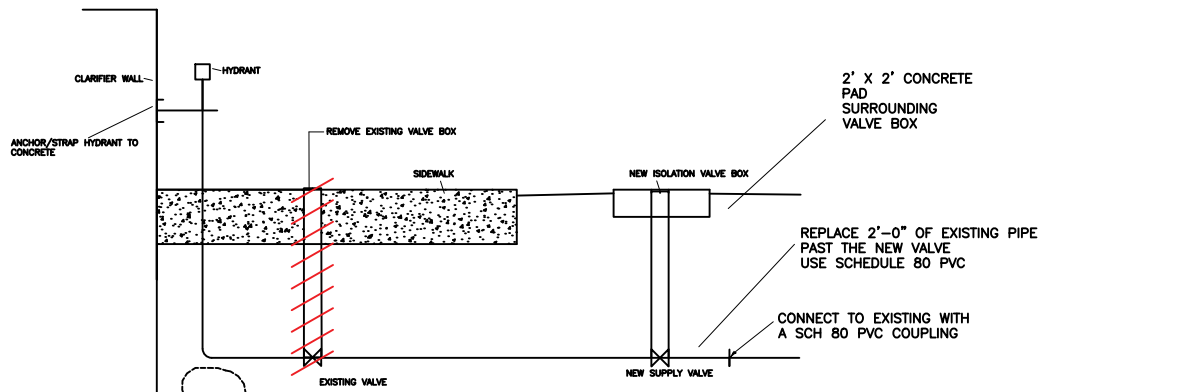 HYDRANT
CLARIFIER WALL
ANCHOR/STRAP HYDRANT TO
CONCRETE
REMOVE EXISTING VALVE BOX
SIDEWALK
NEW ISOLATION VALVE BOX
2' X 2' CONCRETE
PAD
SURROUNDING
VALVE BOX
REPLACE 2'-0" OF EXISTING PIPE
PAST THE NEW VALVE
USE SCHEDULE 80 PVC
CONNECT TO EXISTING WITH
A SCH 80 PVC COUPLING
EXISTING VALVE
NEW SUPPLY VALVE